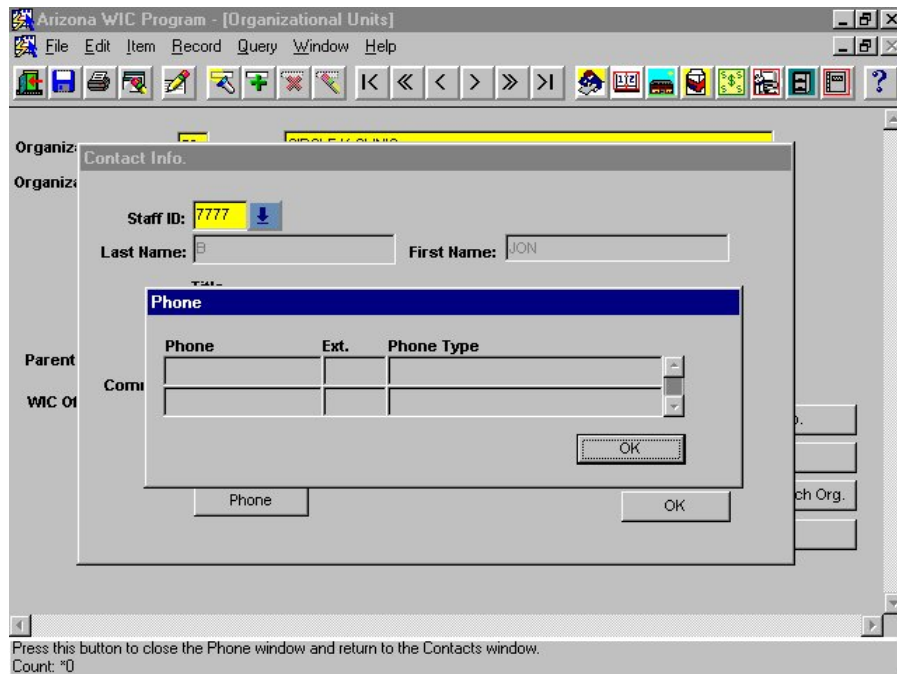 Arizona WIC Program - [Organizational Units]
File Edit Item Record Query Window Help
Organiz
Contact Info.
Organiza
Staff ID: 7777
Last Name: B First Name: JON
Phone
Phone Ext. Phone Type
Parent
Comm
WIC Of
OK
Phone
OK
ch Org.
Press this button to close the Phone window and return to the Contacts window.
Count: *0